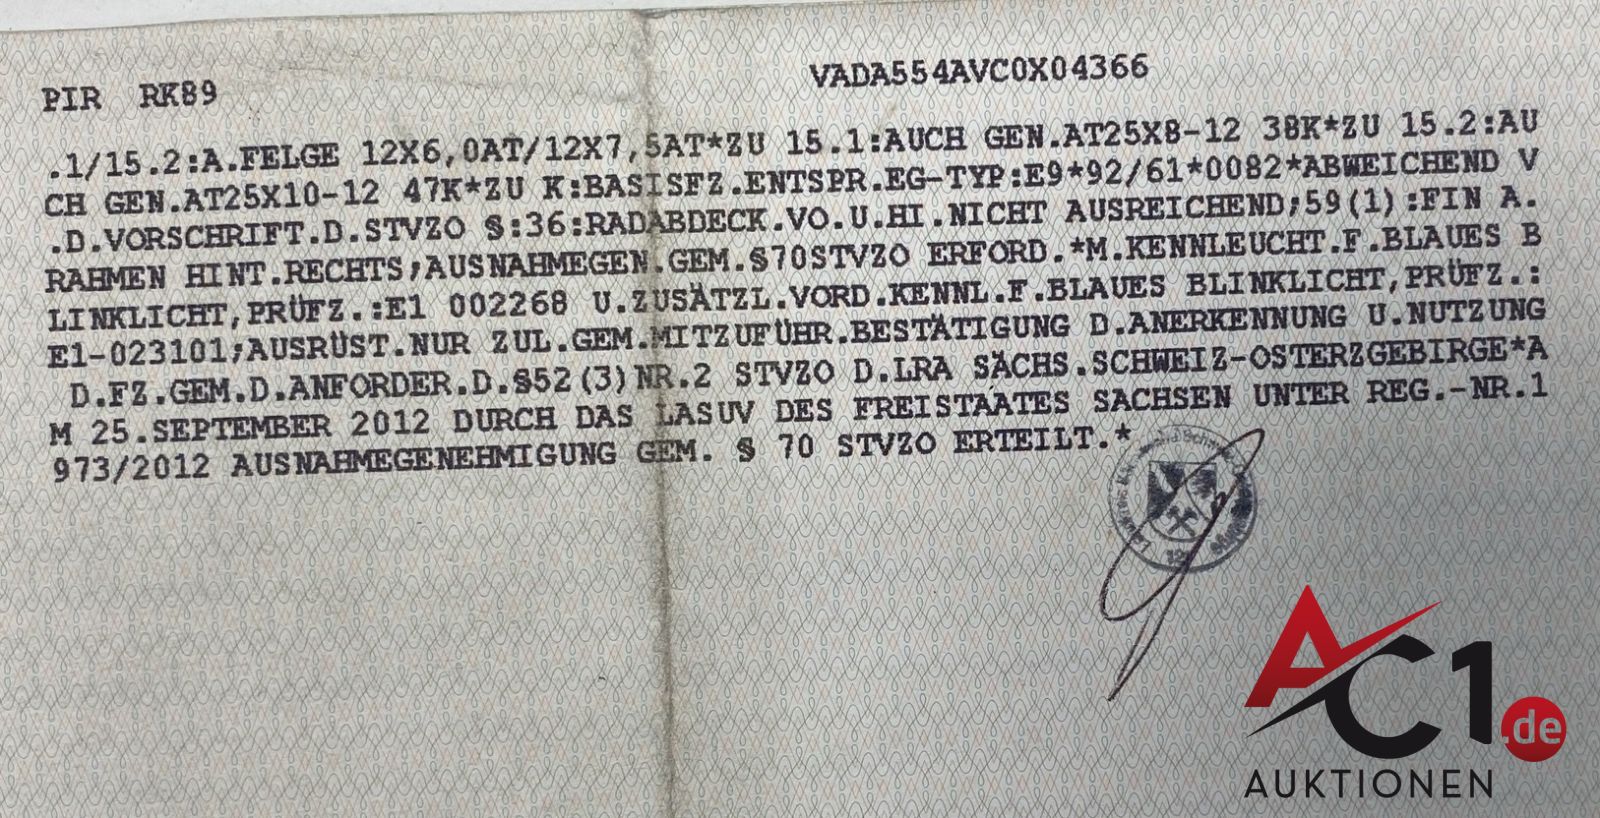 PIR RK89
VADA554AVC0X04366
.1/15.2:A.FELGE 12X6,0AT/12X7,5AT*ZU 15.1:AUCH GEN.AT25X8-12 38K*ZU 15.2:AU
CH GEN.AT25X10-12 47K*ZU K:BASISFZ.ENTSPR.EG-TYP:E9*92/61*0082*ABWEICHEND V
.D.VORSCHRIFT.D.STVZO §:36:RADABDECK.VO.U.HI.NICHT AUSREICHEND;59(1):FIN A.
RAHMEN HINT.RECHTS;AUSNAHMEGEN.GEM.§70STVZO ERFORD.*M.KENNLEUCHT.F.BLAUES B
LINKLICHT,PRÜFZ.:E1 002268 U.ZUSÄTZL.VORD.KENNL.F.BLAUES BLINKLICHT,PRÜFZ.:
E1-023101;AUSRÜST.NUR ZUL.GEM.MITZUFÜHR.BESTÄTIGUNG D.ANERKENNUNG U.NUTZUNG
D.FZ.GEM.D.ANFORDER.D.§52(3)NR.2 STVZO D.LRA SÄCHS.SCHWEIZ-OSTERZGEBIRGE*A
M 25.SEPTEMBER 2012 DURCH DAS LASUV DES FREISTAATES SACHSEN UNTER REG.-NR.1
973/2012 AUSNAHMEGENEHMIGUNG GEM. § 70 STVZO ERTEILT.*
AC1.de
AUKTIONEN